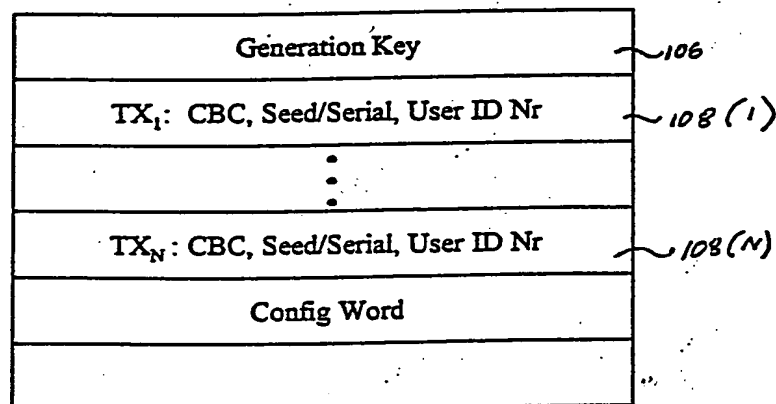 Generation Key 106
TX₁: CBC, Seed/Serial, User ID Nr 108(1)
TX_N: CBC, Seed/Serial, User ID Nr 108(N)
Config Word